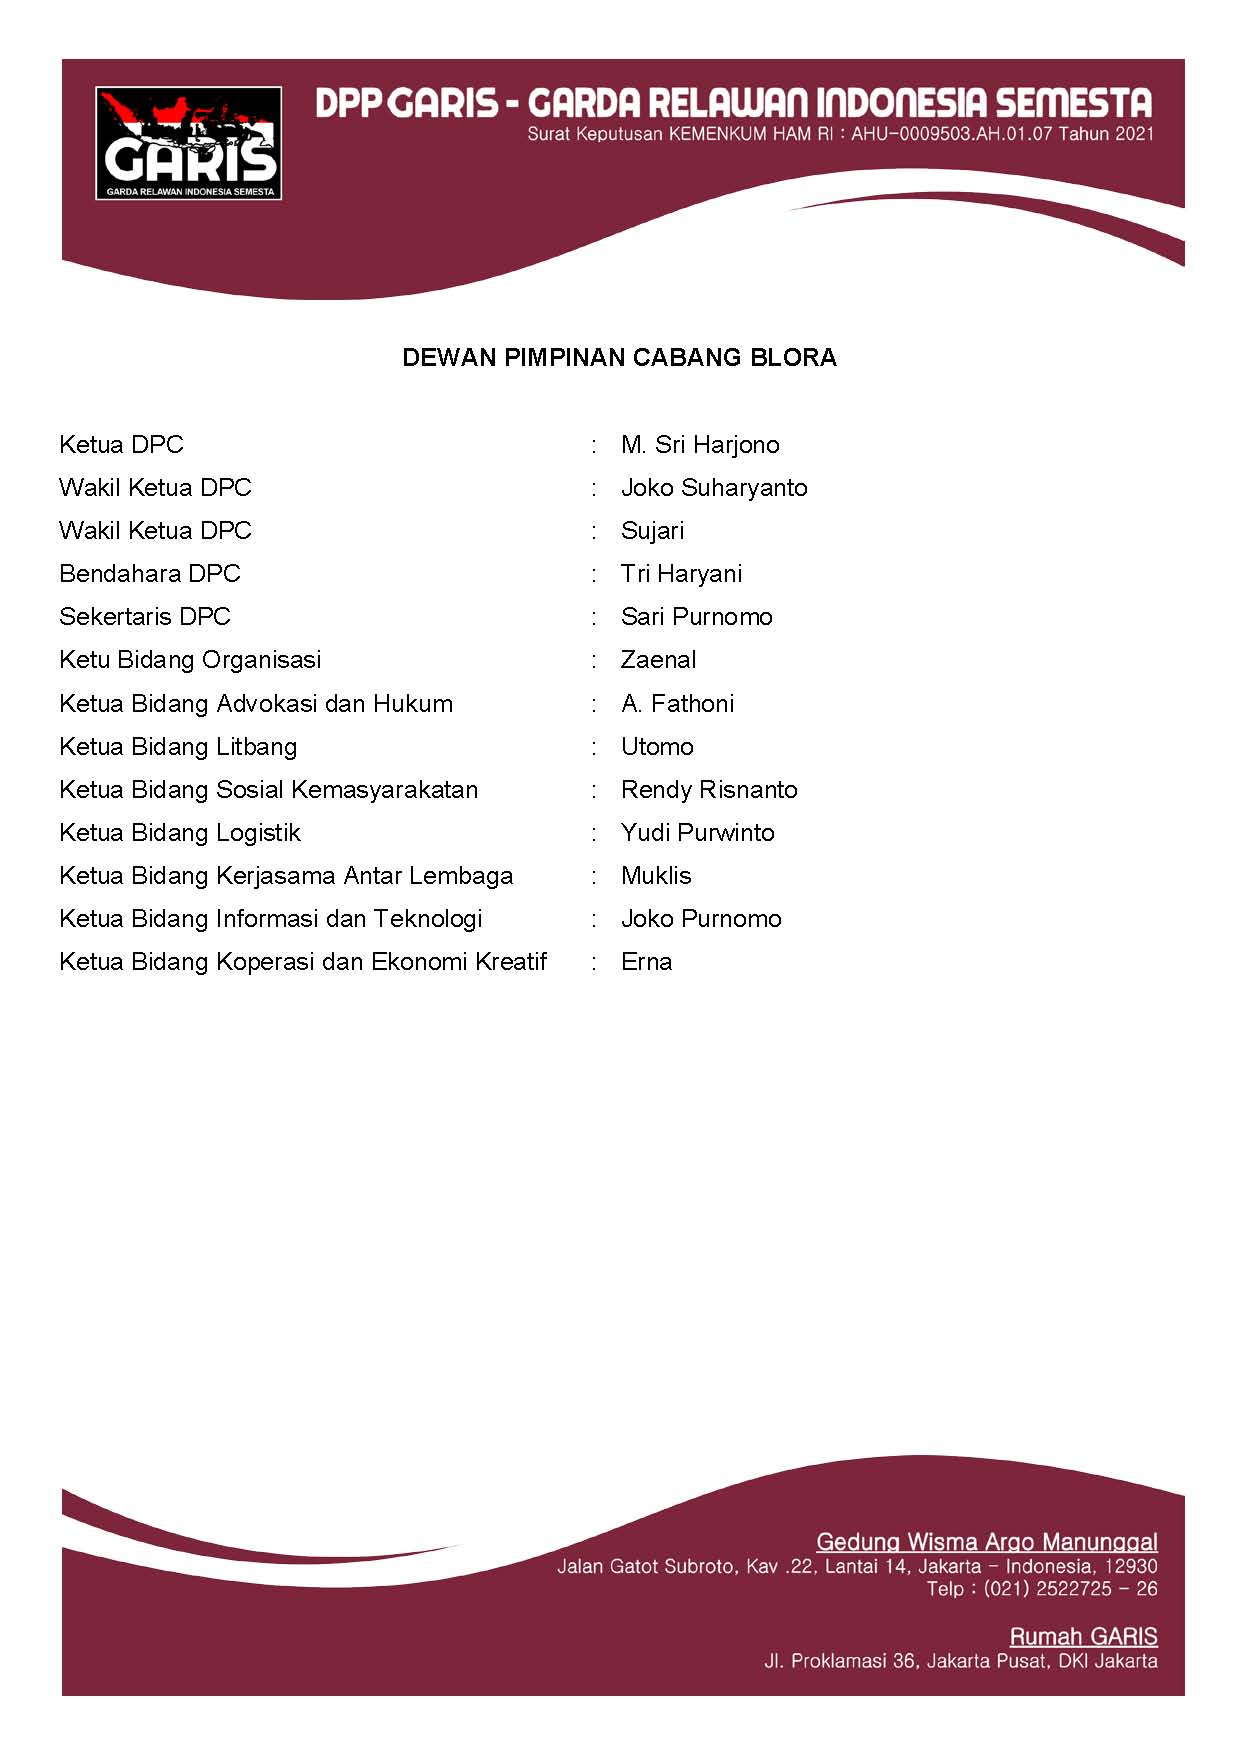 GARIS
GARDA RELAWAN INDONESIA SEMESTA
DPP GARIS - GARDA RELAWAN INDONESIA SEMESTA
Surat Keputusan KEMENKUM HAM RI : AHU-0009503.AH.01.07 Tahun 2021
DEWAN PIMPINAN CABANG BLORA
Ketua DPC : M. Sri Harjono
Wakil Ketua DPC : Joko Suharyanto
Wakil Ketua DPC : Sujari
Bendahara DPC : Tri Haryani
Sekertaris DPC : Sari Purnomo
Ketu Bidang Organisasi : Zaenal
Ketua Bidang Advokasi dan Hukum : A. Fathoni
Ketua Bidang Litbang : Utomo
Ketua Bidang Sosial Kemasyarakatan : Rendy Risnanto
Ketua Bidang Logistik : Yudi Purwinto
Ketua Bidang Kerjasama Antar Lembaga : Muklis
Ketua Bidang Informasi dan Teknologi : Joko Purnomo
Ketua Bidang Koperasi dan Ekonomi Kreatif : Erna
Gedung Wisma Argo Manunggal
Jalan Gatot Subroto, Kav .22, Lantai 14, Jakarta - Indonesia, 12930
Telp : (021) 2522725 - 26
Rumah GARIS
Jl. Proklamasi 36, Jakarta Pusat, DKI Jakarta